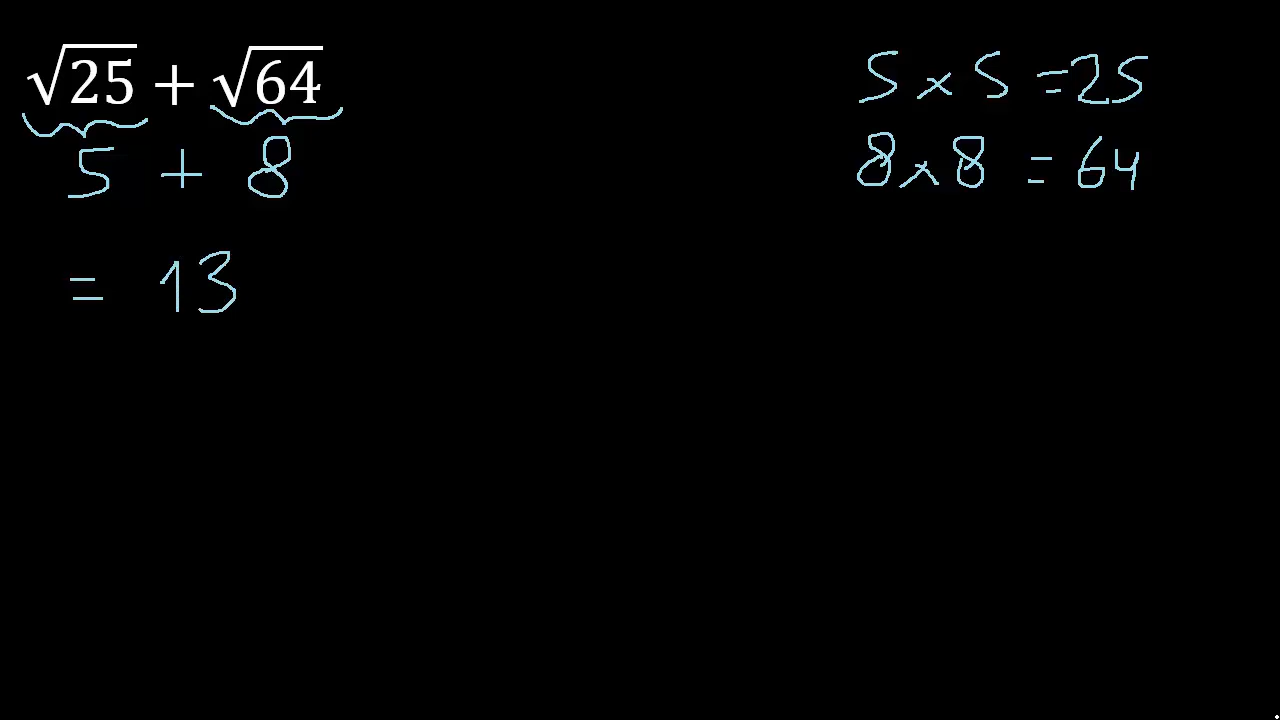 √25 + √64
5 + 8
= 13
5 × 5 = 25
8 × 8 = 64